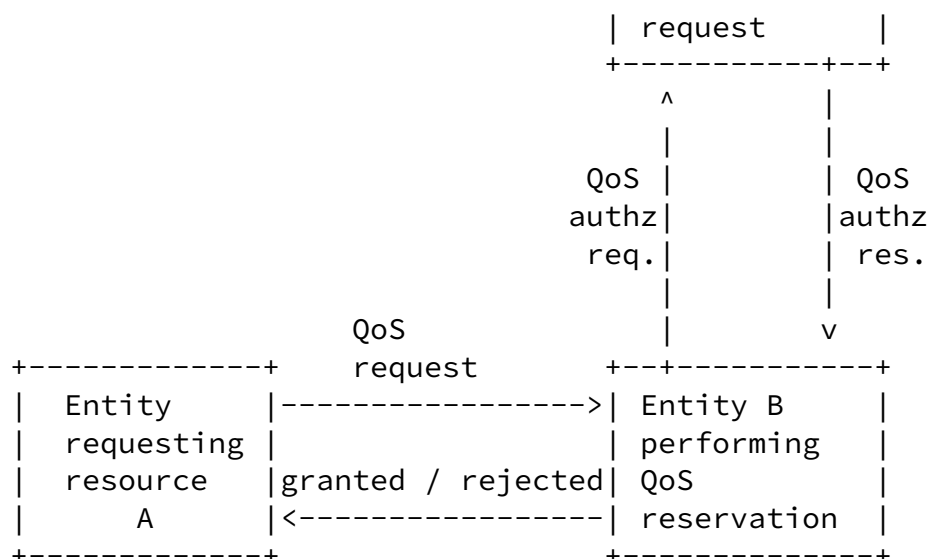 request
QoS QoS
authz authz
req. res.
QoS
request
Entity Entity B
requesting performing
resource granted / rejected QoS
A reservation